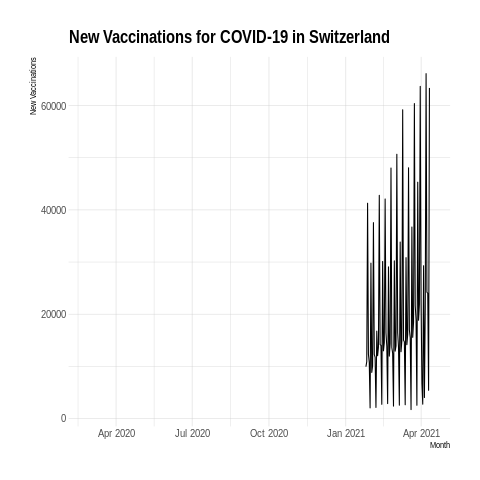 New Vaccinations for COVID-19 in Switzerland
New Vaccinations
60000
40000
20000
0
Apr 2020 Jul 2020 Oct 2020 Jan 2021 Apr 2021
Month